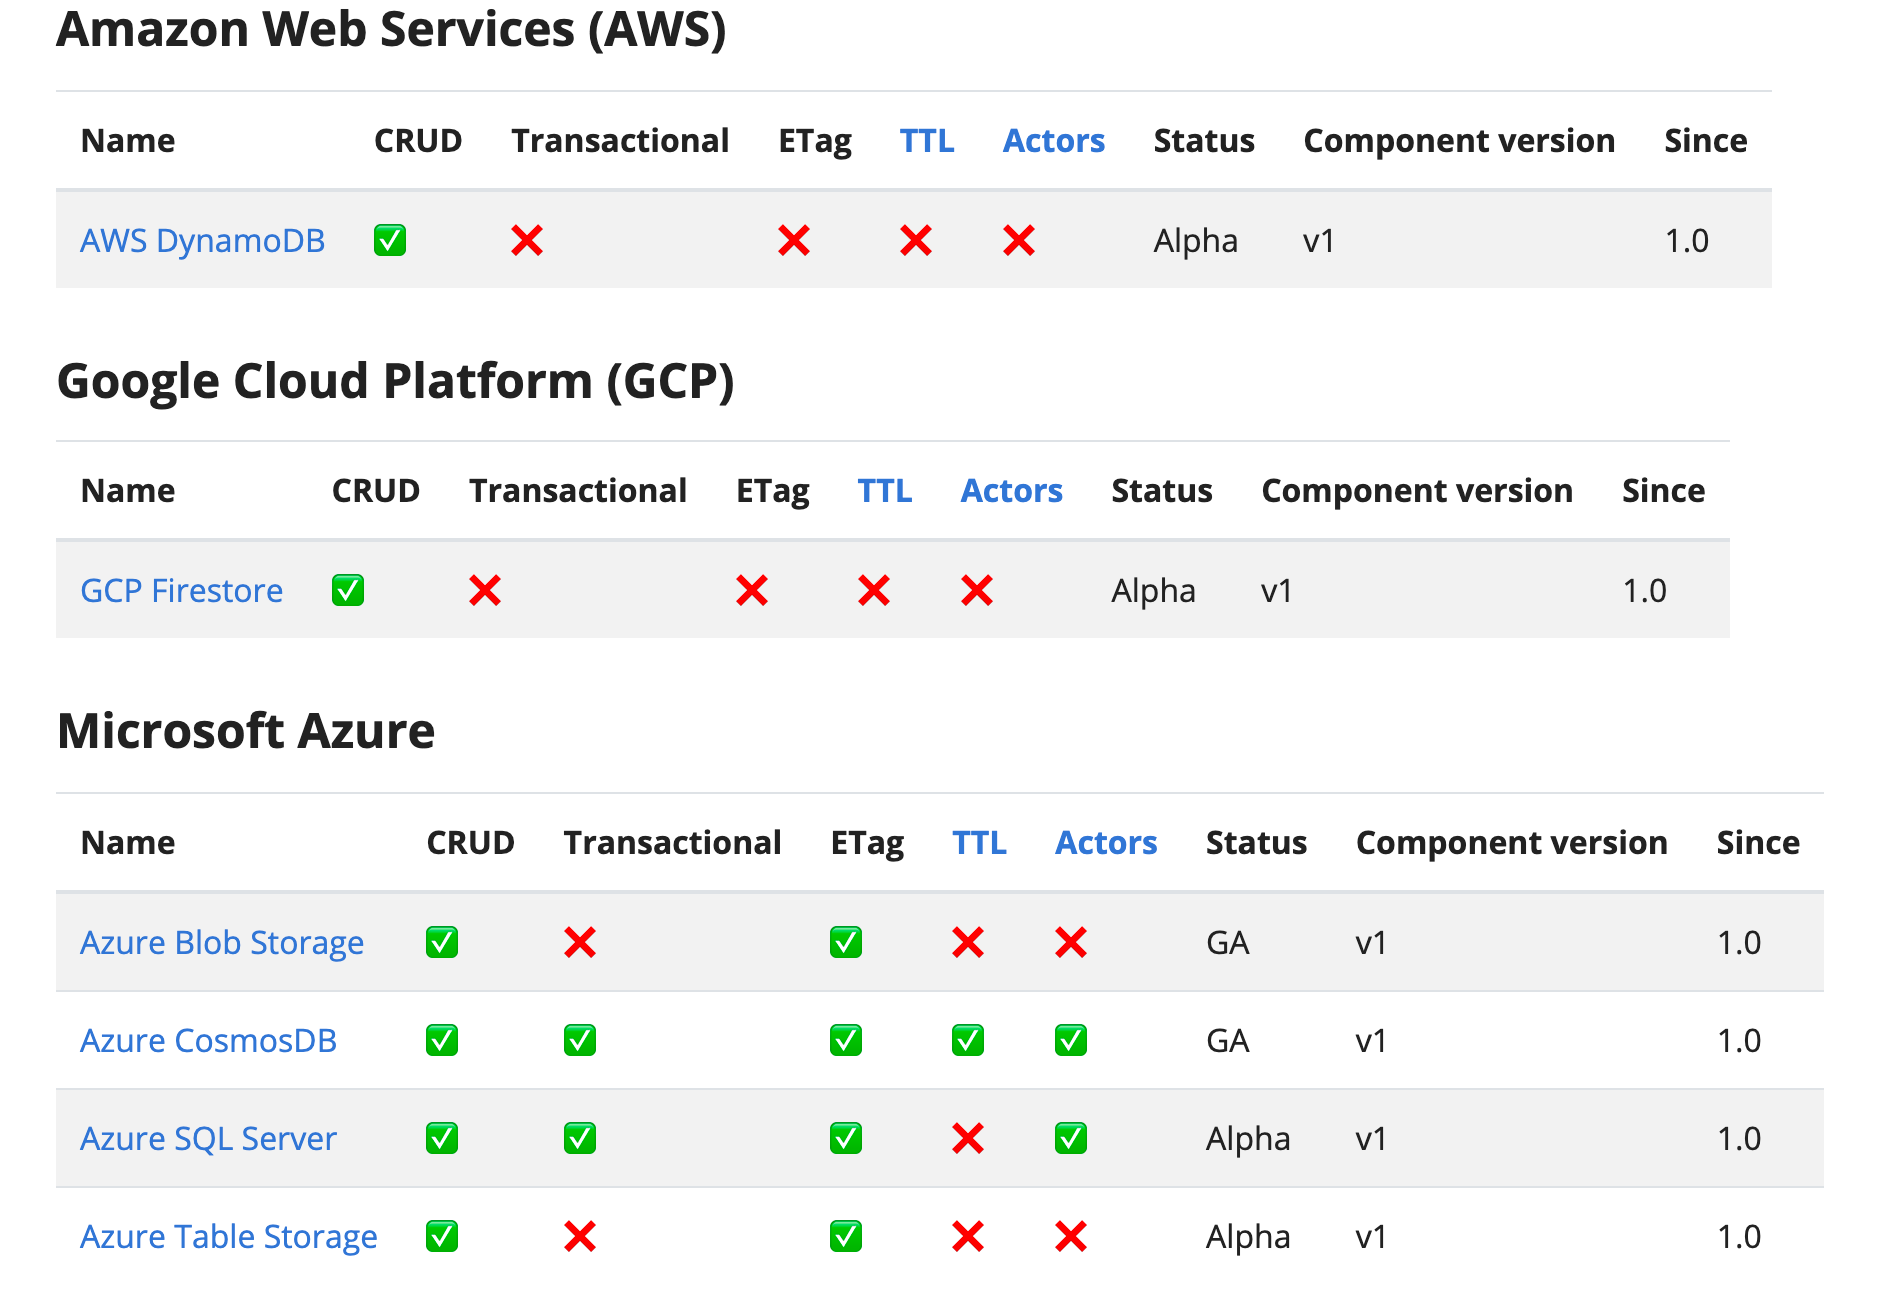 Amazon Web Services (AWS)
Name CRUD Transactional ETag TTL Actors Status Component version Since
AWS DynamoDB ✅ ❌ ❌ ❌ ❌ Alpha v1 1.0
Google Cloud Platform (GCP)
Name CRUD Transactional ETag TTL Actors Status Component version Since
GCP Firestore ✅ ❌ ❌ ❌ ❌ Alpha v1 1.0
Microsoft Azure
Name CRUD Transactional ETag TTL Actors Status Component version Since
Azure Blob Storage ✅ ❌ ✅ ❌ ❌ GA v1 1.0
Azure CosmosDB ✅ ✅ ✅ ✅ ✅ GA v1 1.0
Azure SQL Server ✅ ✅ ✅ ❌ ✅ Alpha v1 1.0
Azure Table Storage ✅ ❌ ✅ ❌ ❌ Alpha v1 1.0